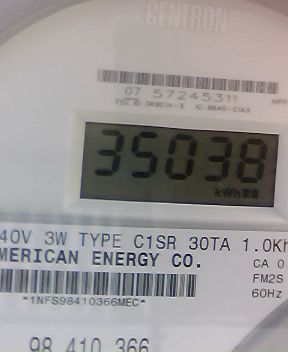 CENTRON®
07 57245311
35038
kWh
40V 3W TYPE C1SR 30TA 1.0Kh
MERICAN ENERGY CO.
CA 0
FM2S
60Hz
*1NFS98410366MEC*
98 410 366